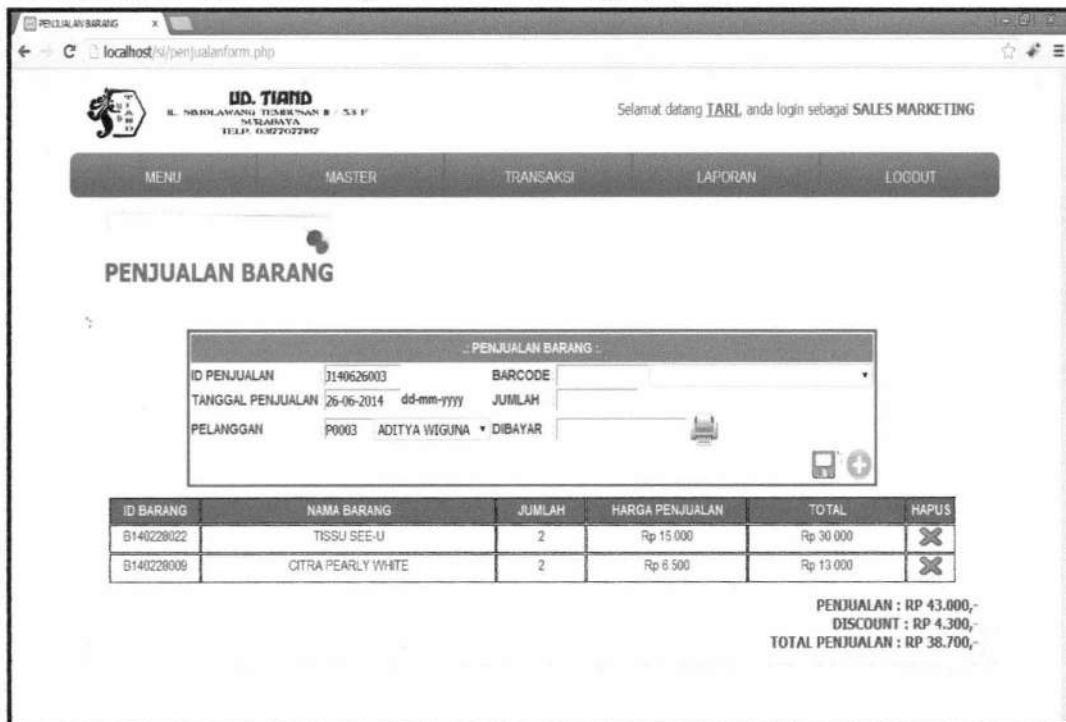 PENJUALAN BARANG
localhost/si/penjualanform.php
UD. TIAND
SURABAYA
Selamat datang TARI, anda login sebagai SALES MARKETING
MENU MASTER TRANSAKSI LAPORAN LOGOUT
PENJUALAN BARANG
.: PENJUALAN BARANG :.
ID PENJUALAN J140626003 BARCODE
TANGGAL PENJUALAN 26-06-2014 dd-mm-yyyy JUMLAH
PELANGGAN P0003 ADITYA WIGUNA DIBAYAR
ID BARANG NAMA BARANG JUMLAH HARGA PENJUALAN TOTAL HAPUS
B140228022 TISSU SEE-U 2 Rp 15.000 Rp 30.000
B140228009 CITRA PEARLY WHITE 2 Rp 6.500 Rp 13.000
PENJUALAN : RP 43.000,-
DISCOUNT : RP 4.300,-
TOTAL PENJUALAN : RP 38.700,-